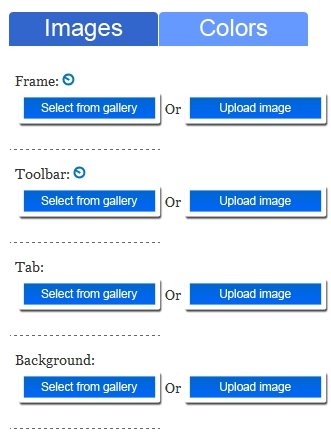 Images Colors
Frame:
Select from gallery Or Upload image
Toolbar:
Select from gallery Or Upload image
Tab:
Select from gallery Or Upload image
Background:
Select from gallery Or Upload image